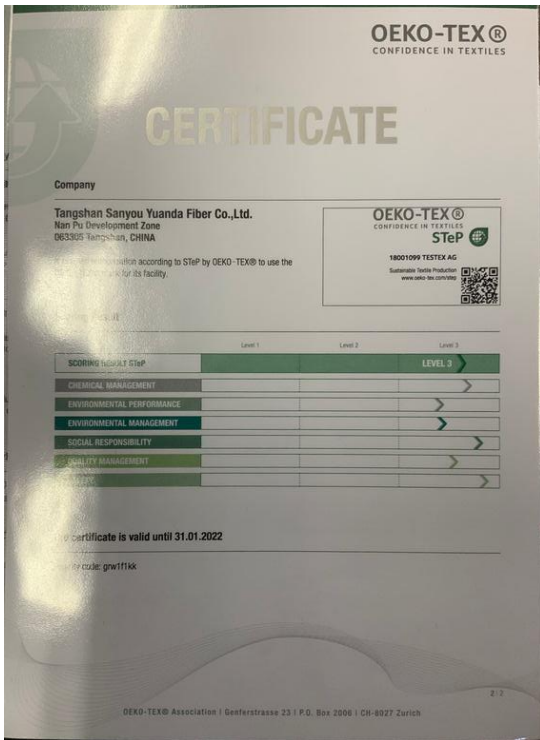 OEKO-TEX®
CONFIDENCE IN TEXTILES
CERTIFICATE
Company
Tangshan Sanyou Yuanda Fiber Co.,Ltd.
Nan Pu Development Zone
063305 Tangshan, CHINA
according to STeP by OEKO-TEX® to use the
for its facility.
OEKO-TEX®
CONFIDENCE IN TEXTILES
STeP
18001099 TESTEX AG
Sustainable Textile Production
www.oeko-tex.com/step
Level 1 Level 2 Level 3
SCORING RESULT STeP LEVEL 3
CHEMICAL MANAGEMENT
ENVIRONMENTAL PERFORMANCE
ENVIRONMENTAL MANAGEMENT
SOCIAL RESPONSIBILITY
QUALITY MANAGEMENT
certificate is valid until 31.01.2022
code: grw1f1kk
2|2
OEKO-TEX® Association | Genferstrasse 23 | P.O. Box 2006 | CH-8027 Zurich